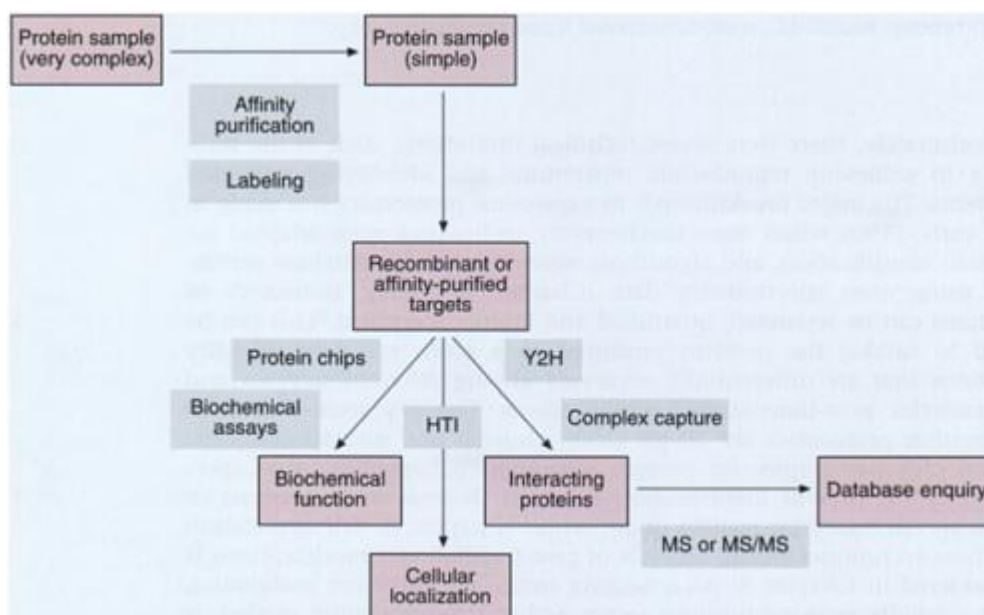 Protein sample
(very complex)
Protein sample
(simple)
Affinity
purification
Labeling
Recombinant or
affinity-purified
targets
Protein chips
Y2H
Biochemical
assays
HTI
Complex capture
Biochemical
function
Interacting
proteins
Database enquiry
MS or MS/MS
Cellular
localization